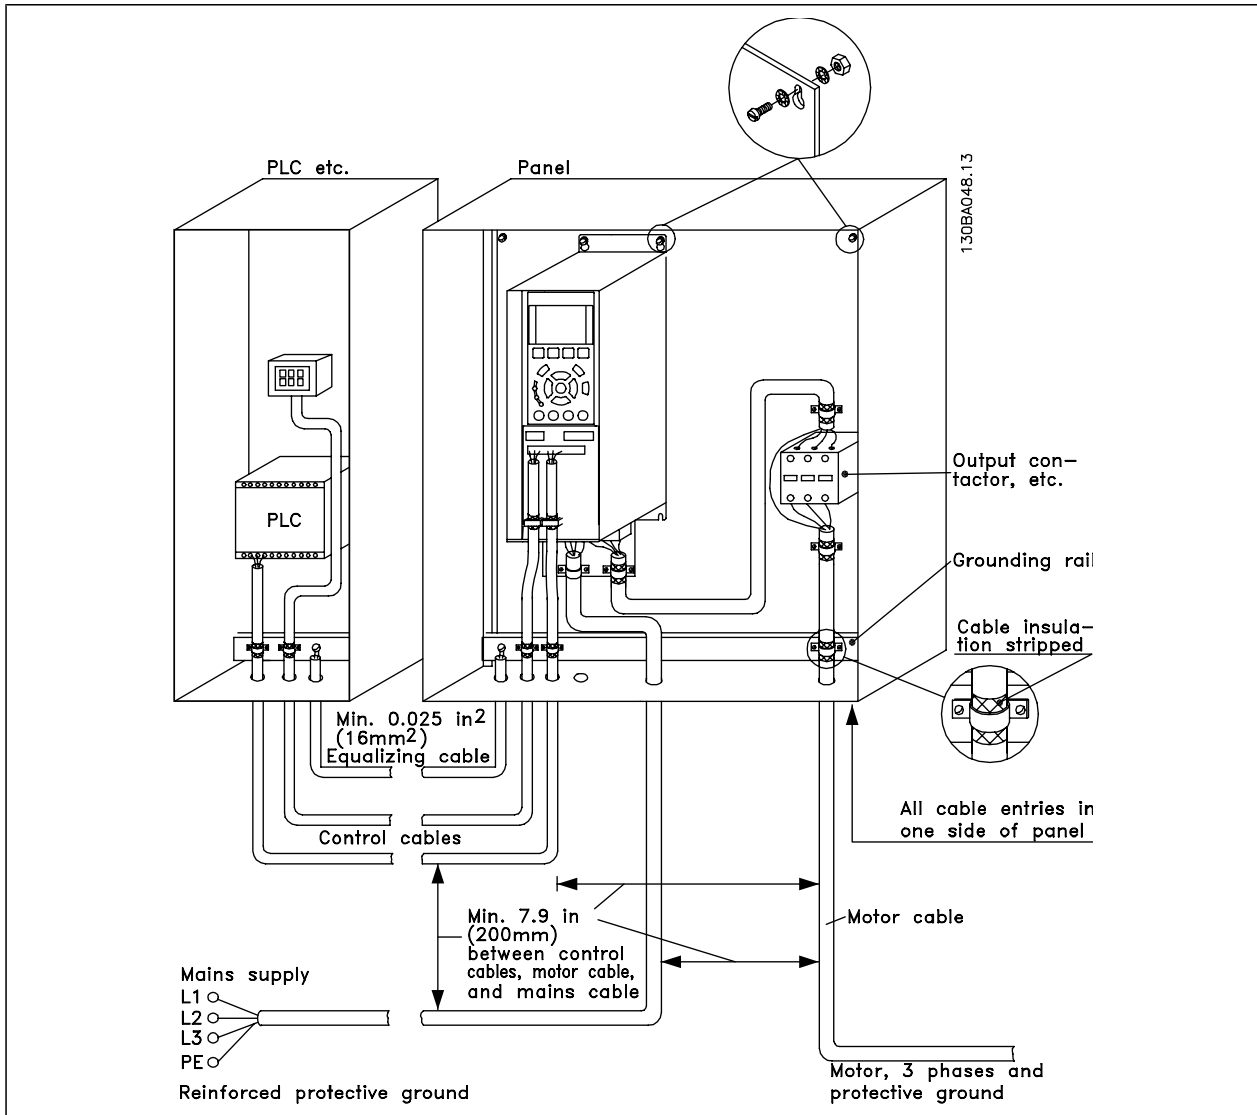 PLC etc.
Panel
130BA048.13
PLC
Output con-
tactor, etc.
Grounding rail
Cable insula-
tion stripped
Min. 0.025 in2
(16mm2)
Equalizing cable
All cable entries in
one side of panel
Control cables
Min. 7.9 in
(200mm)
between control
cables, motor cable,
and mains cable
Motor cable
Mains supply
L1
L2
L3
PE
Reinforced protective ground
Motor, 3 phases and
protective ground